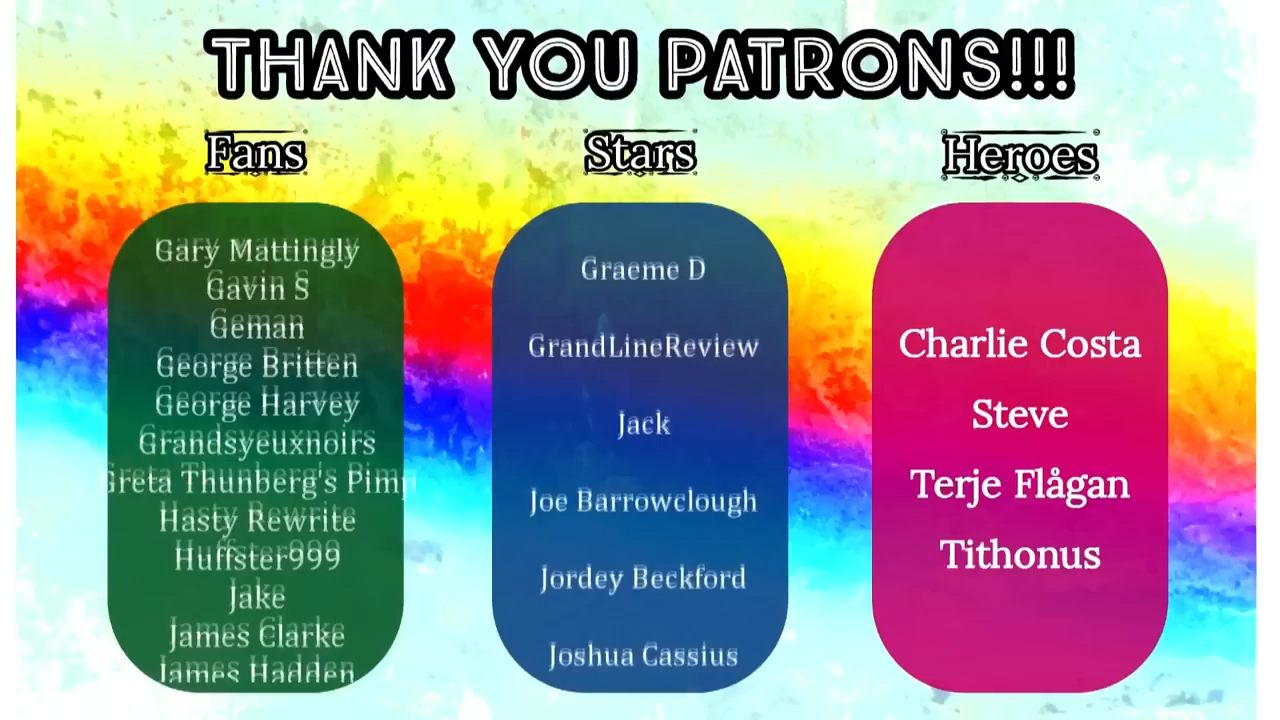 THANK YOU PATRONS!!!
Fans
Gary Mattingly
Gavin S
Geman
George Britten
George Harvey
Grandsyeuxnoirs
Greta Thunberg's Pimp
Hasty Rewrite
Huffster999
Jake
James Clarke
James Hadden
Stars
Graeme D
GrandLineReview
Jack
Joe Barrowclough
Jordey Beckford
Joshua Cassius
Heroes
Charlie Costa
Steve
Terje Flågan
Tithonus